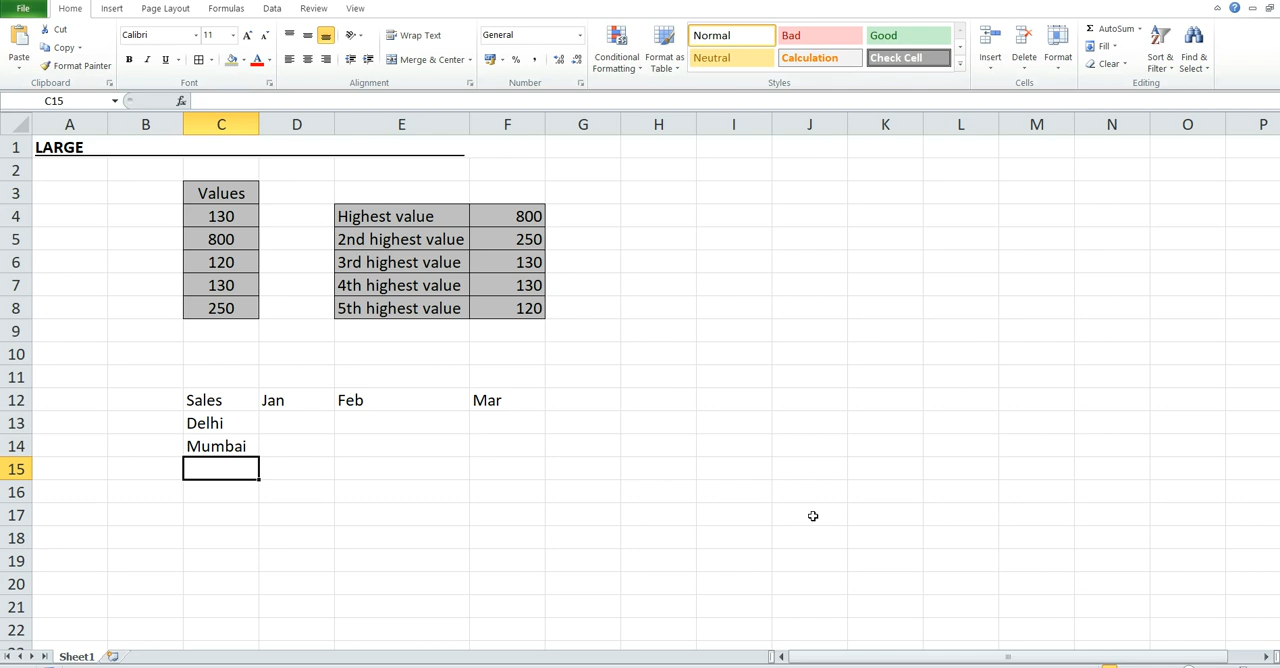 File Home Insert Page Layout Formulas Data Review View
Cut
Copy
Format Painter
Paste
Clipboard
Calibri 11
B I U
Font
Wrap Text
Merge & Center
Alignment
General
%
Number
Conditional Formatting
Format as Table
Normal Bad Good
Neutral Calculation Check Cell
Styles
Insert Delete Format
Cells
AutoSum
Fill
Clear
Sort & Filter
Find & Select
Editing
C15 fx
A B C D E F G H I J K L M N O P
1 LARGE
2
3 Values
4 130 Highest value 800
5 800 2nd highest value 250
6 120 3rd highest value 130
7 130 4th highest value 130
8 250 5th highest value 120
9
10
11
12 Sales Jan Feb Mar
13 Delhi
14 Mumbai
15
16
17
18
19
20
21
22
Sheet1